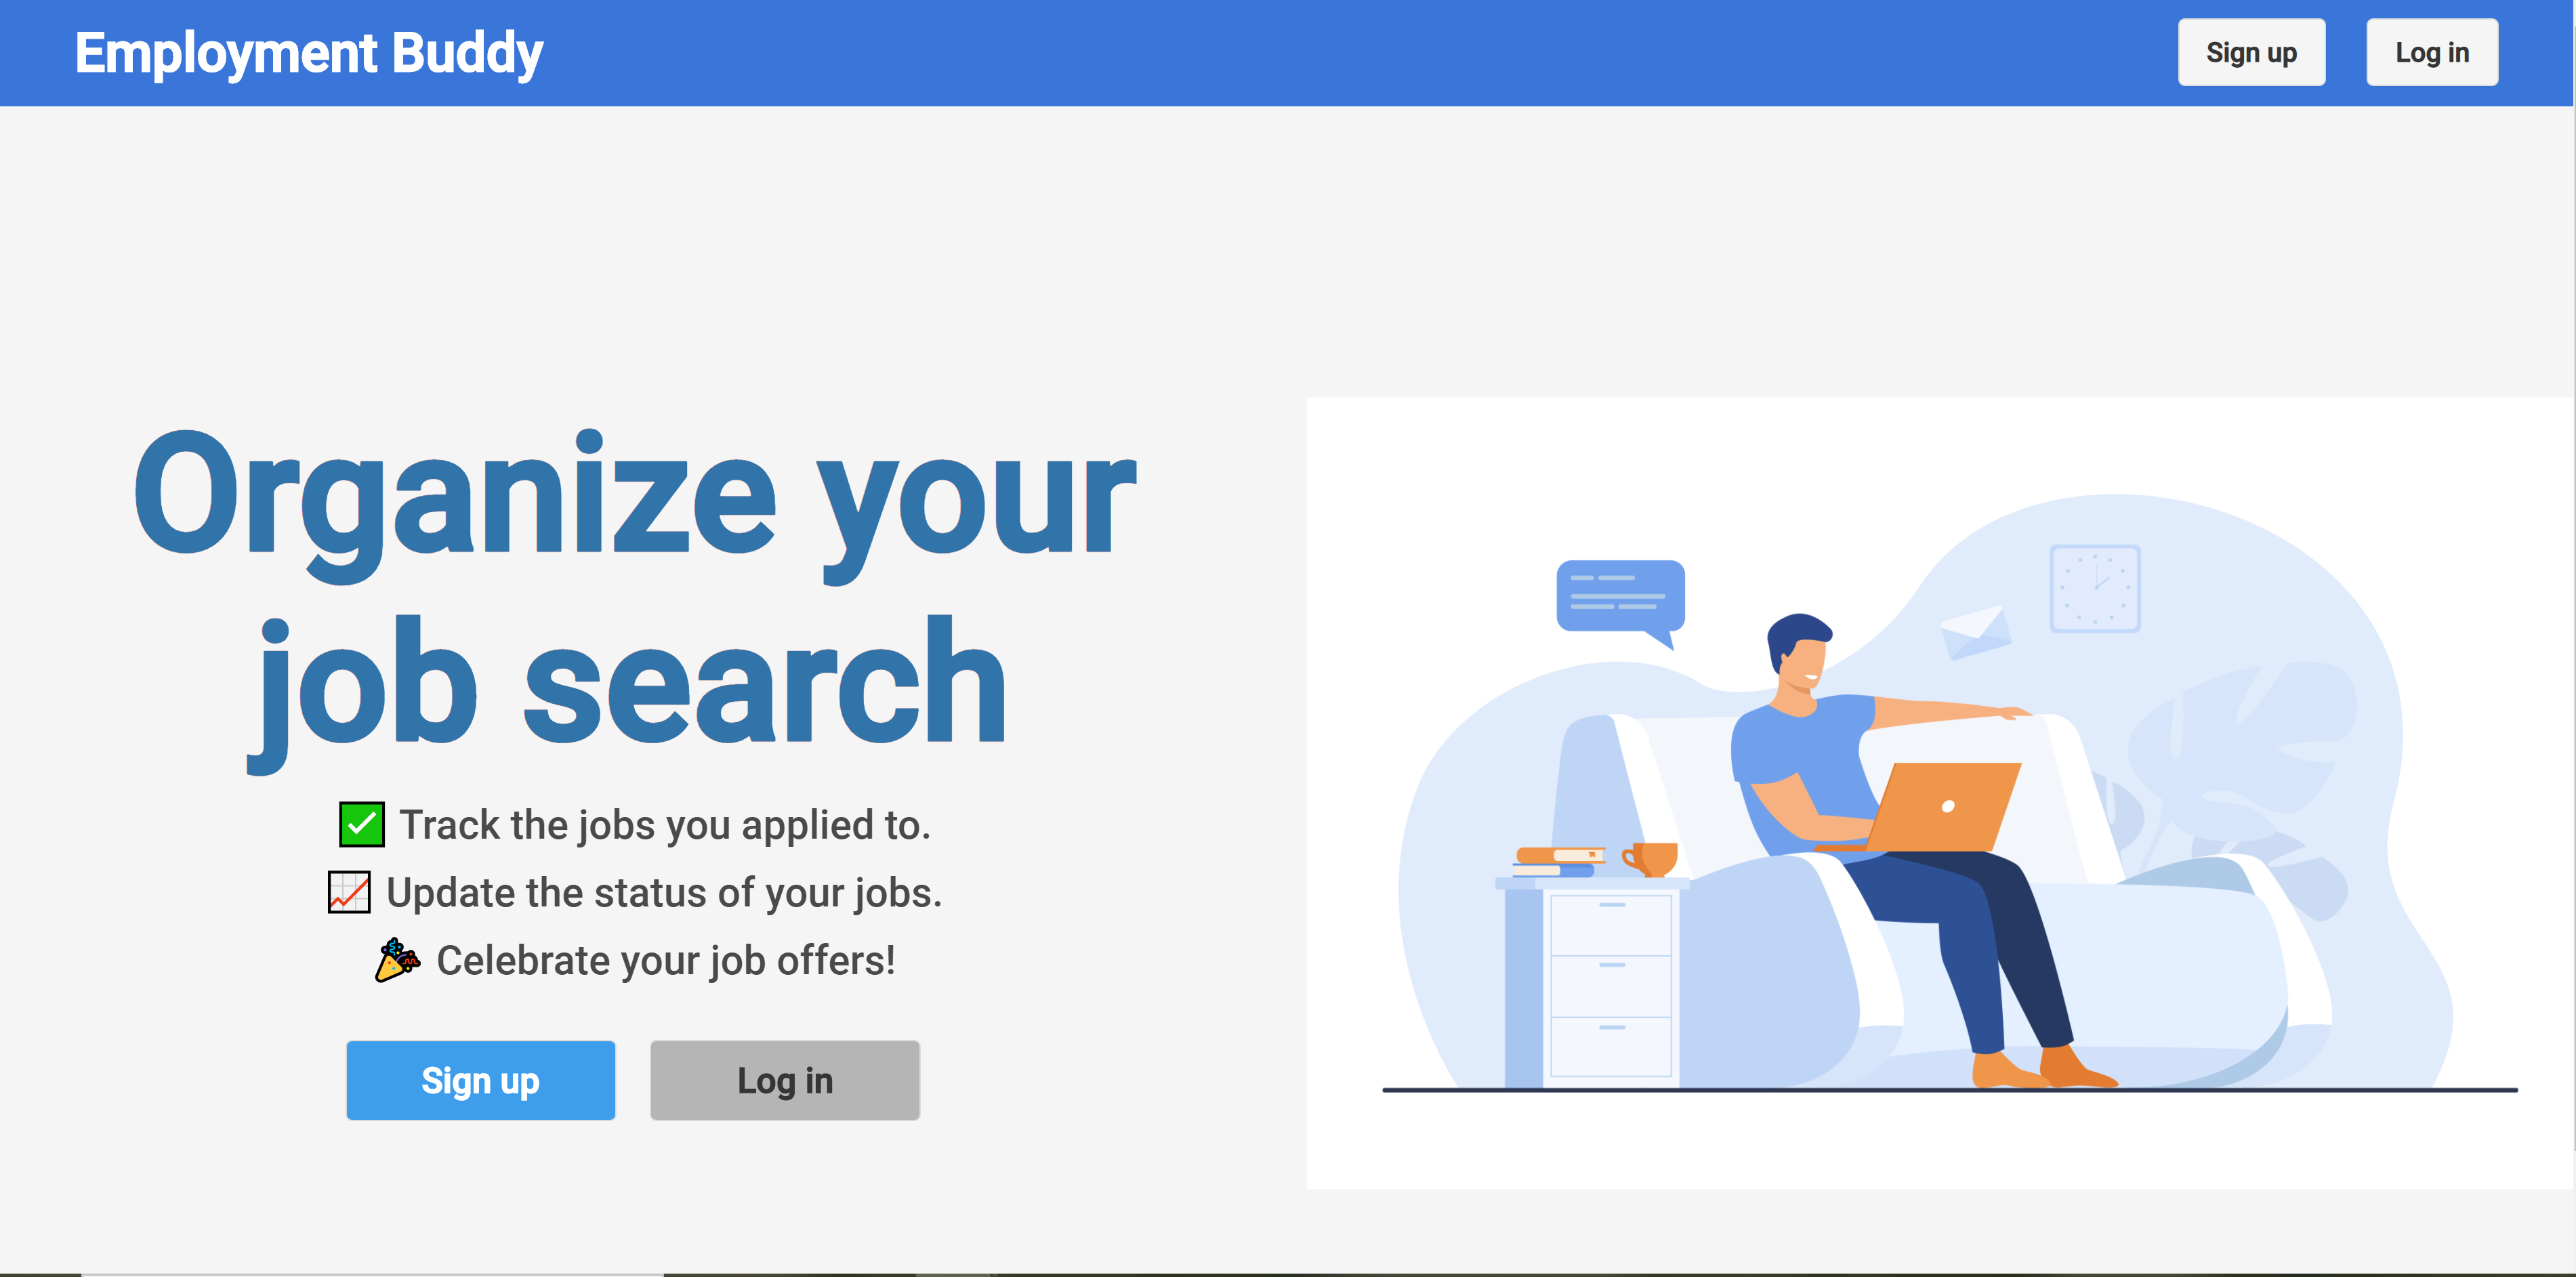 Employment Buddy
Sign up
Log in
Organize your
job search
✅ Track the jobs you applied to.
📈 Update the status of your jobs.
🎉 Celebrate your job offers!
Sign up
Log in